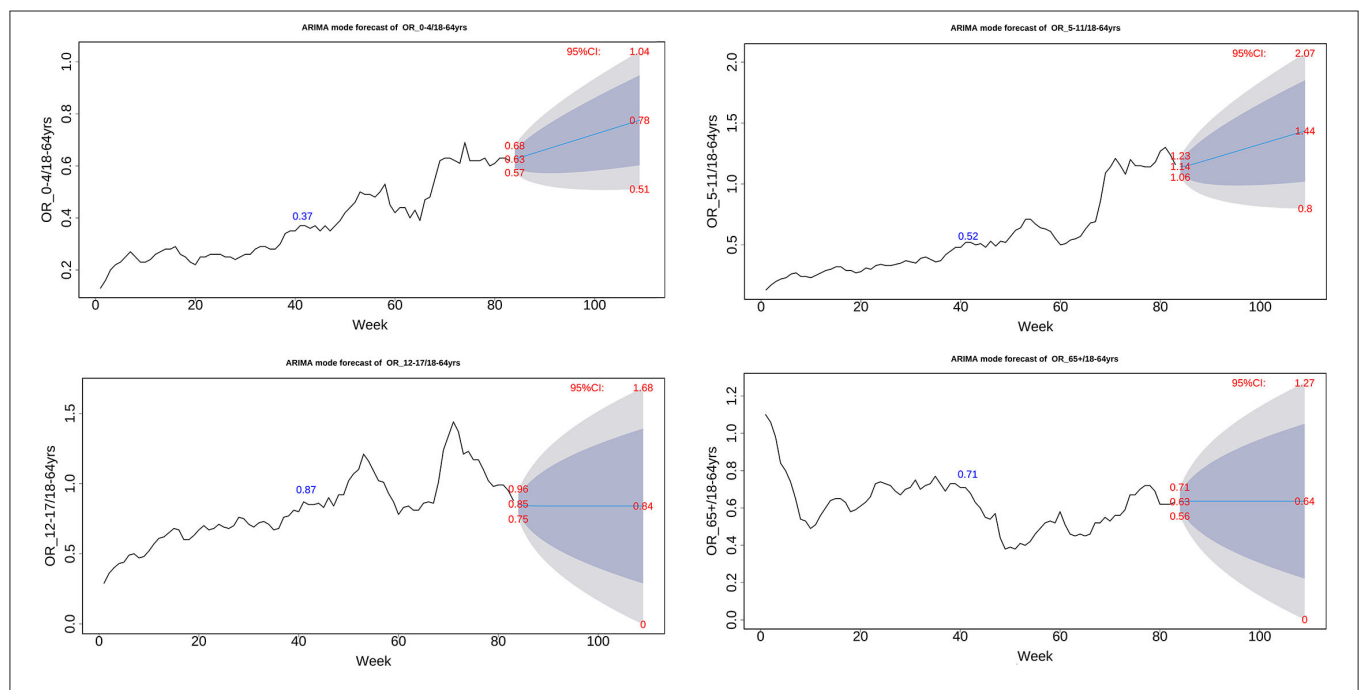 ARIMA mode forecast of OR_0-4/18-64yrs
95%CI: 1.04
OR_0-4/18-64yrs
1.0
0.8
0.6
0.4
0.2
0.37
0.68
0.63
0.57
0.78
0.51
0 20 40 60 80 100
Week
ARIMA mode forecast of OR_5-11/18-64yrs
95%CI: 2.07
OR_5-11/18-64yrs
2.0
1.5
1.0
0.5
0.52
1.23
1.14
1.06
1.44
0.8
0 20 40 60 80 100
Week
ARIMA mode forecast of OR_12-17/18-64yrs
95%CI: 1.68
OR_12-17/18-64yrs
1.5
1.0
0.5
0.0
0.87
0.96
0.85
0.75
0.84
0
0 20 40 60 80 100
Week
ARIMA mode forecast of OR_65+/18-64yrs
95%CI: 1.27
OR_65+/18-64yrs
1.2
1.0
0.8
0.6
0.4
0.2
0.0
0.71
0.71
0.63
0.56
0.64
0
0 20 40 60 80 100
Week